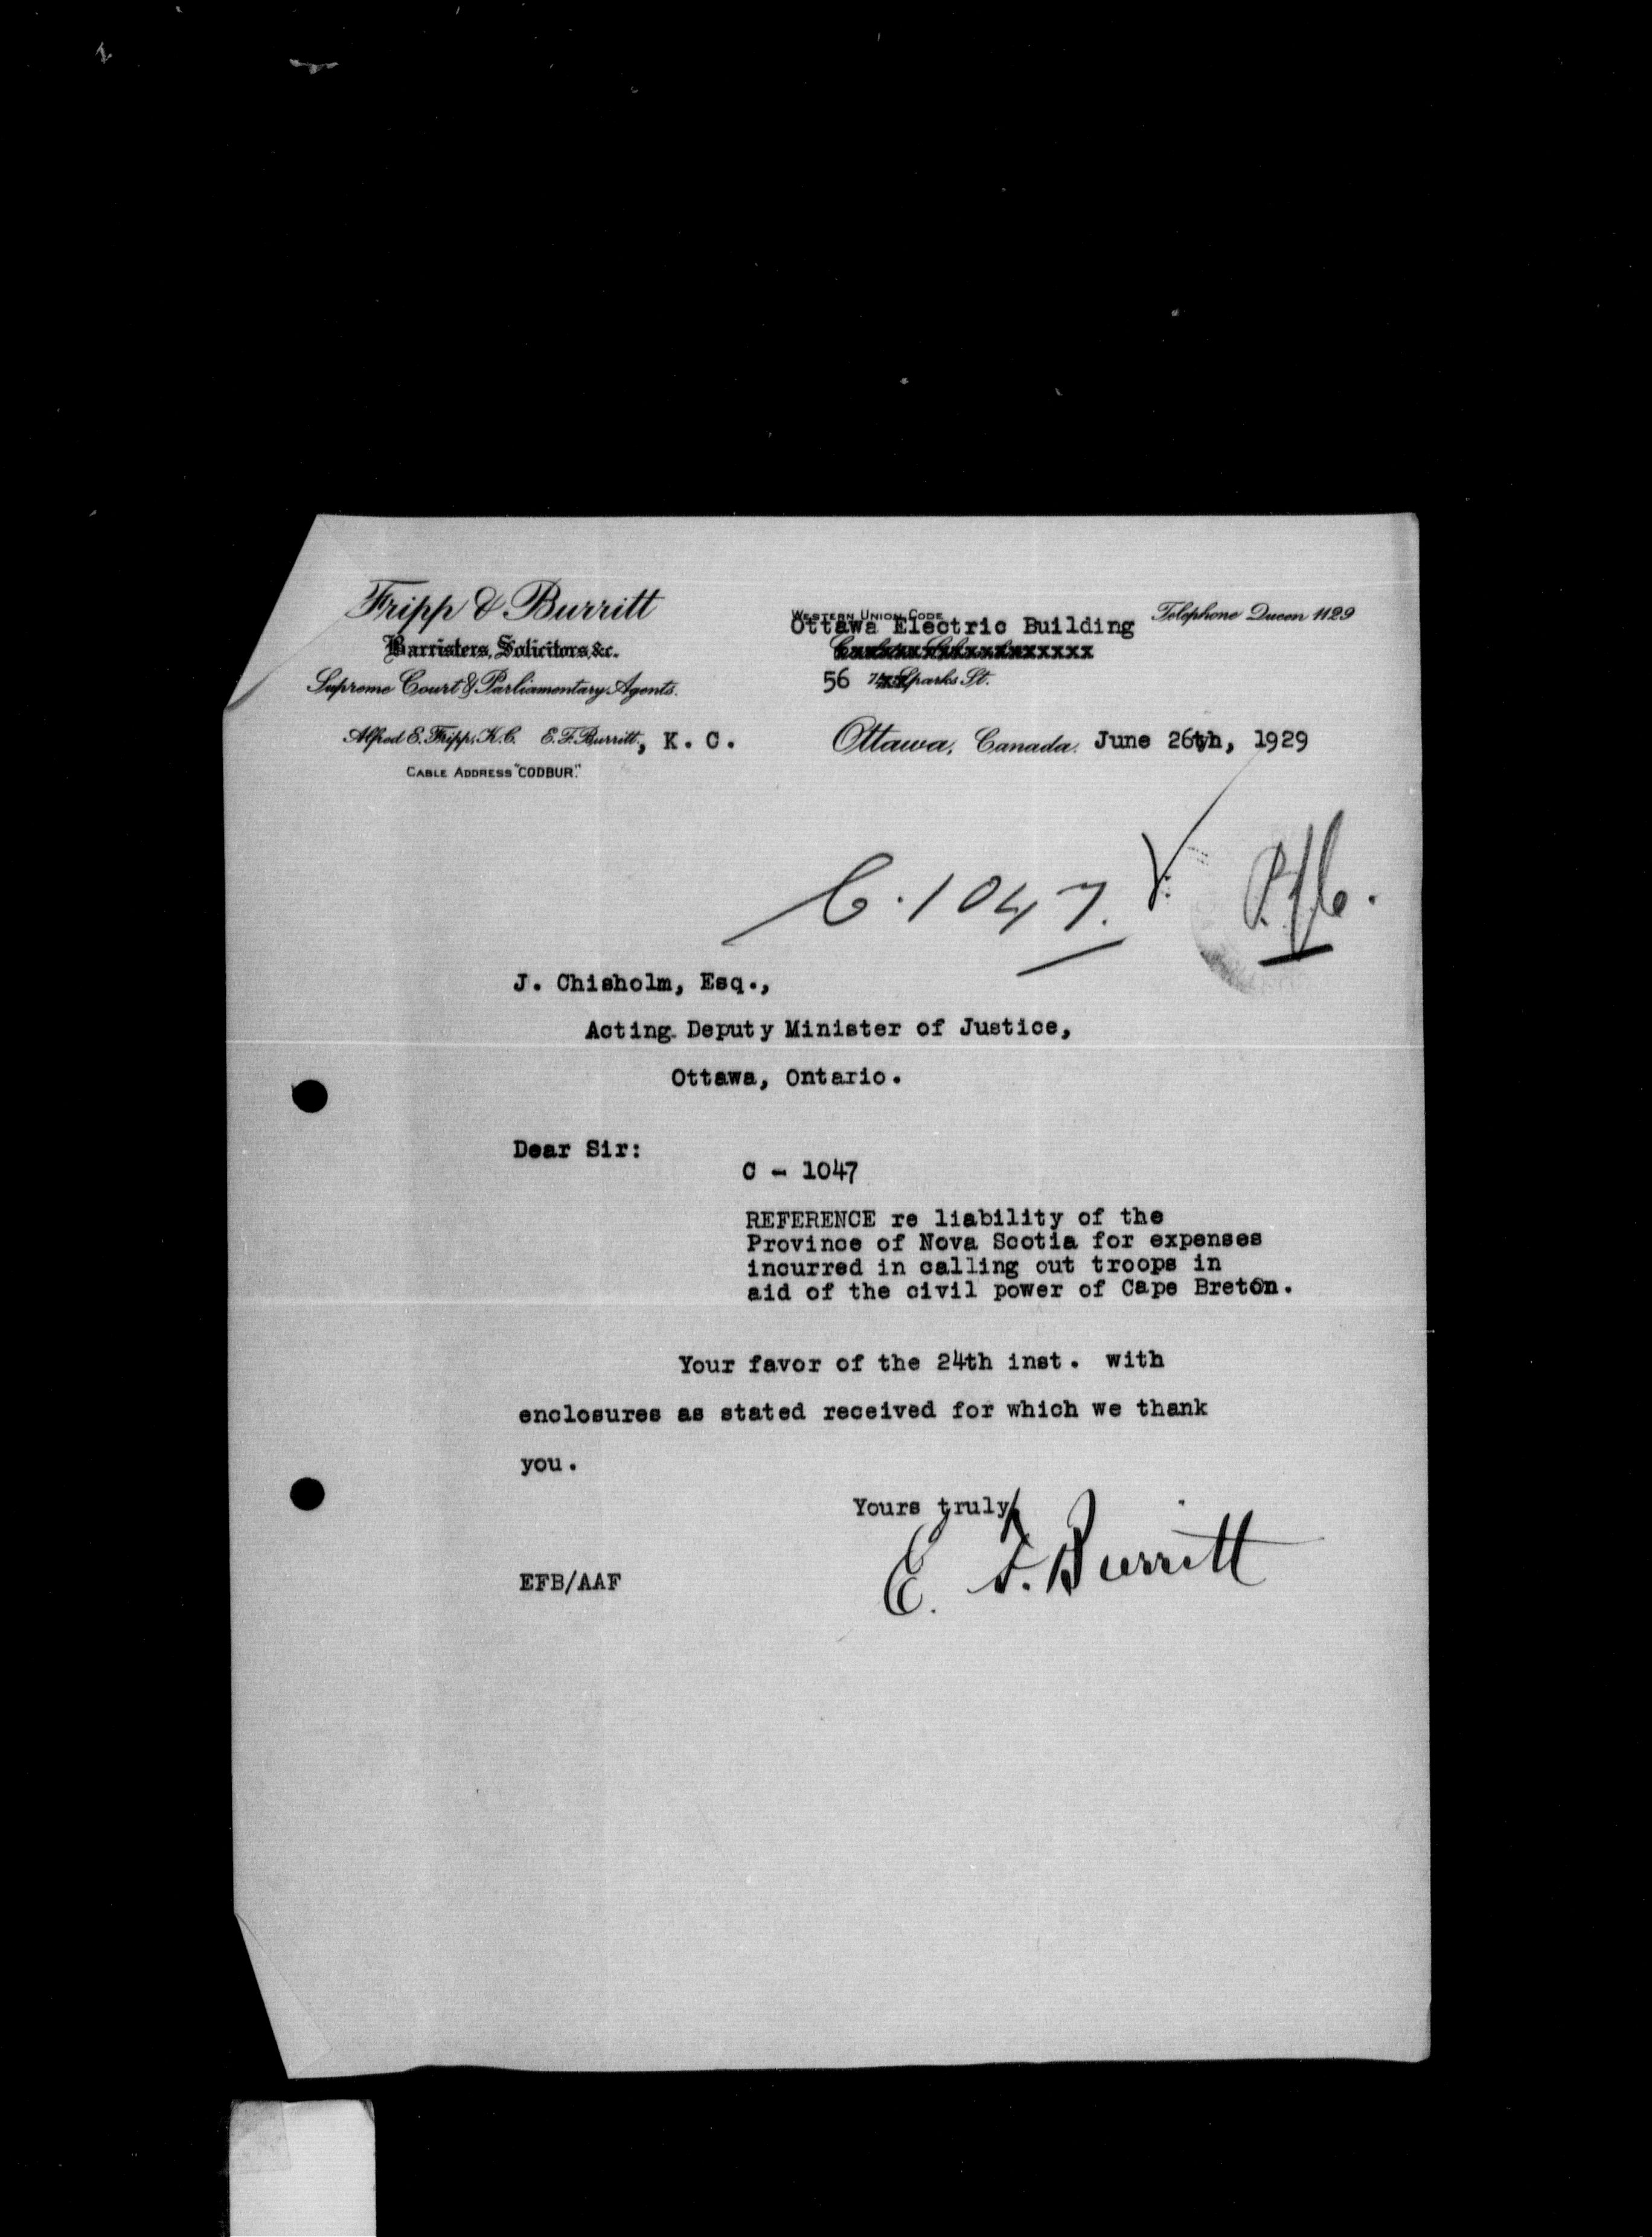 Fripp & Burritt
Barristers, Solicitors, &c.
Supreme Court & Parliamentary Agents.
Alfred E. Fripp, K.C. E. F. Burritt, K. C.
CABLE ADDRESS "CODBUR."
WESTERN UNION CODE
Ottawa Electric Building
Telephone Queen 1129
56 Sparks St.
Ottawa, Canada. June 26th, 1929
C. 1047.
J. Chisholm, Esq.,
Acting Deputy Minister of Justice,
Ottawa, Ontario.
Dear Sir:
C - 1047
REFERENCE re liability of the
Province of Nova Scotia for expenses
incurred in calling out troops in
aid of the civil power of Cape Breton.
Your favor of the 24th inst. with
enclosures as stated received for which we thank
you.
Yours truly,
E. F. Burritt
EFB/AAF